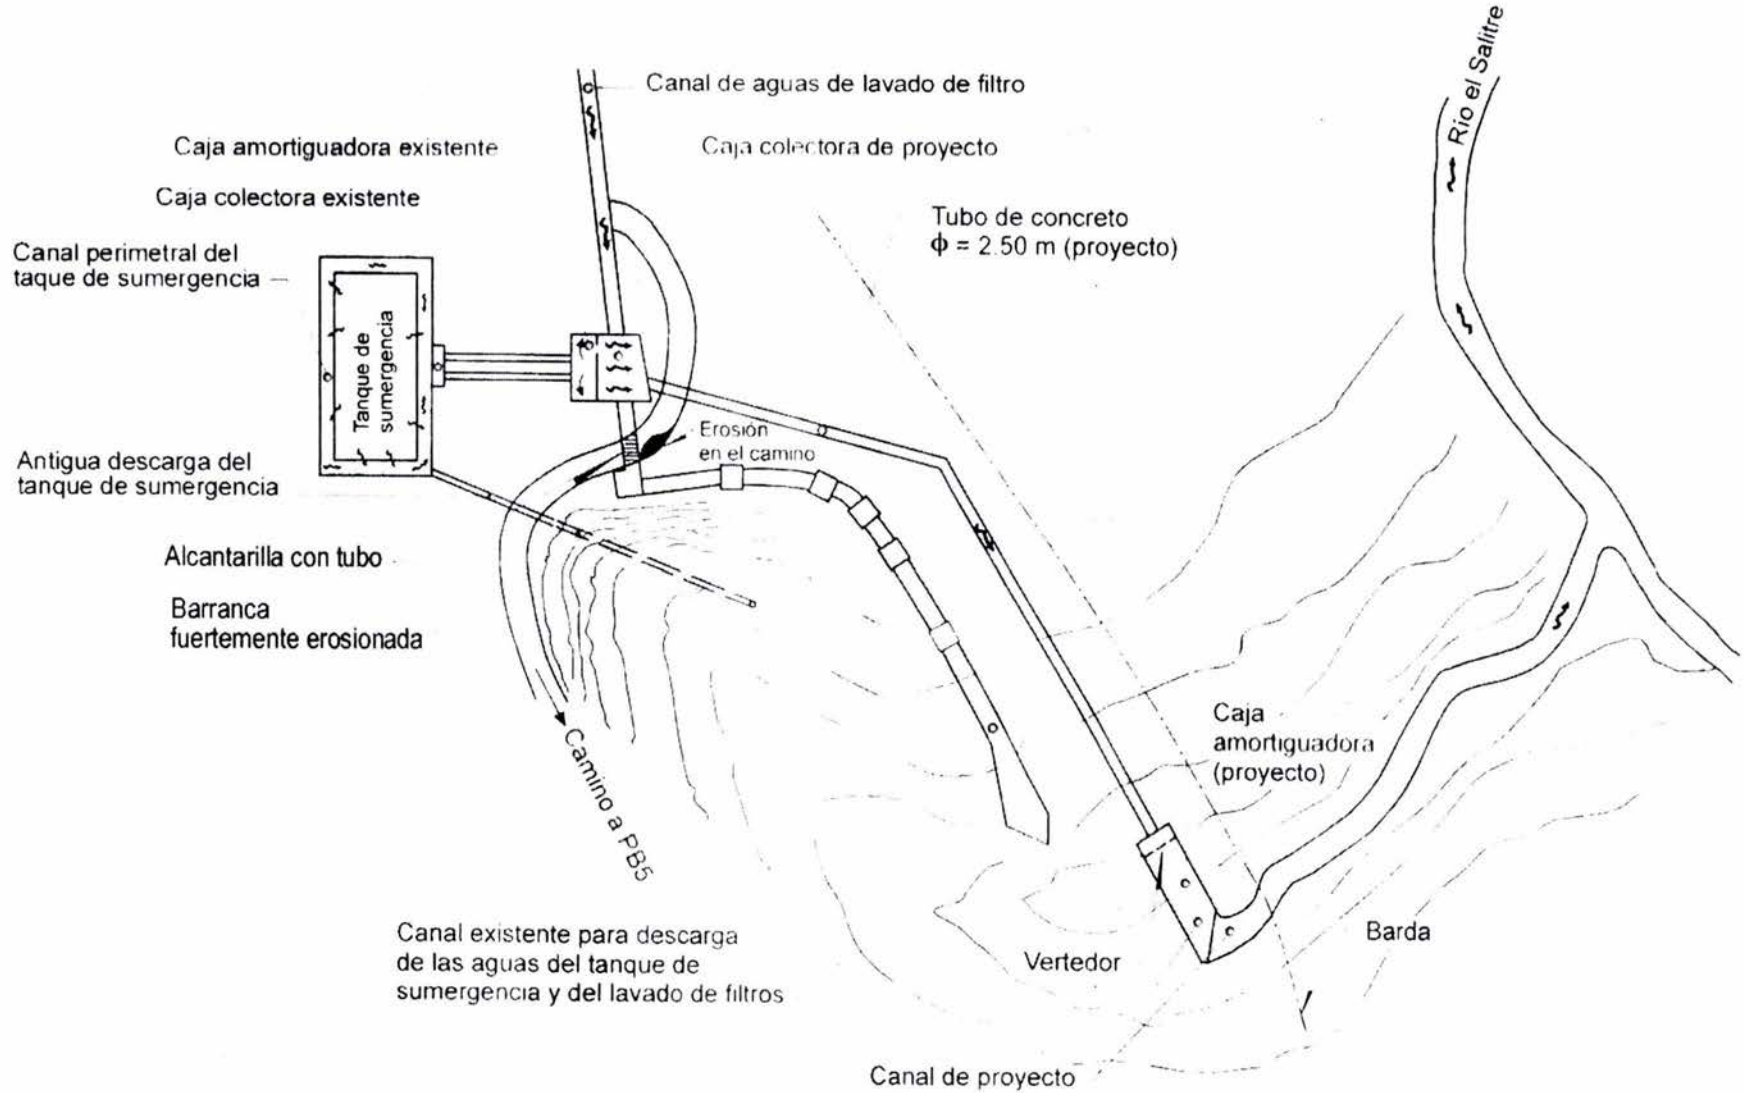 Río el Salitre
Canal de aguas de lavado de filtro
Caja amortiguadora existente
Caja colectora de proyecto
Caja colectora existente
Tubo de concreto
ϕ = 2.50 m (proyecto)
Canal perimetral del
taque de sumergencia
Tanque de
sumergencia
Erosión
en el camino
Antigua descarga del
tanque de sumergencia
Alcantarilla con tubo
Barranca
fuertemente erosionada
Camino a PB5
Caja
amortiguadora
(proyecto)
Canal existente para descarga
de las aguas del tanque de
sumergencia y del lavado de filtros
Vertedor
Barda
Canal de proyecto